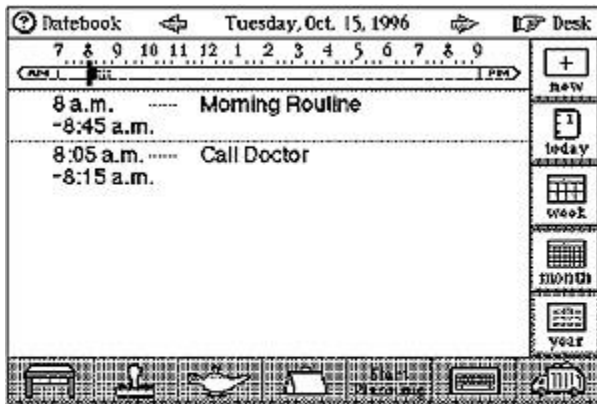 ? Datebook Tuesday, Oct. 15, 1996 Desk
7 8 9 10 11 12 1 2 3 4 5 6 7 8 9
AM PM
8 a.m. ----- Morning Routine
-8:45 a.m.
8:05 a.m. ----- Call Doctor
-8:15 a.m.
+
new
1
today
week
month
year
Start